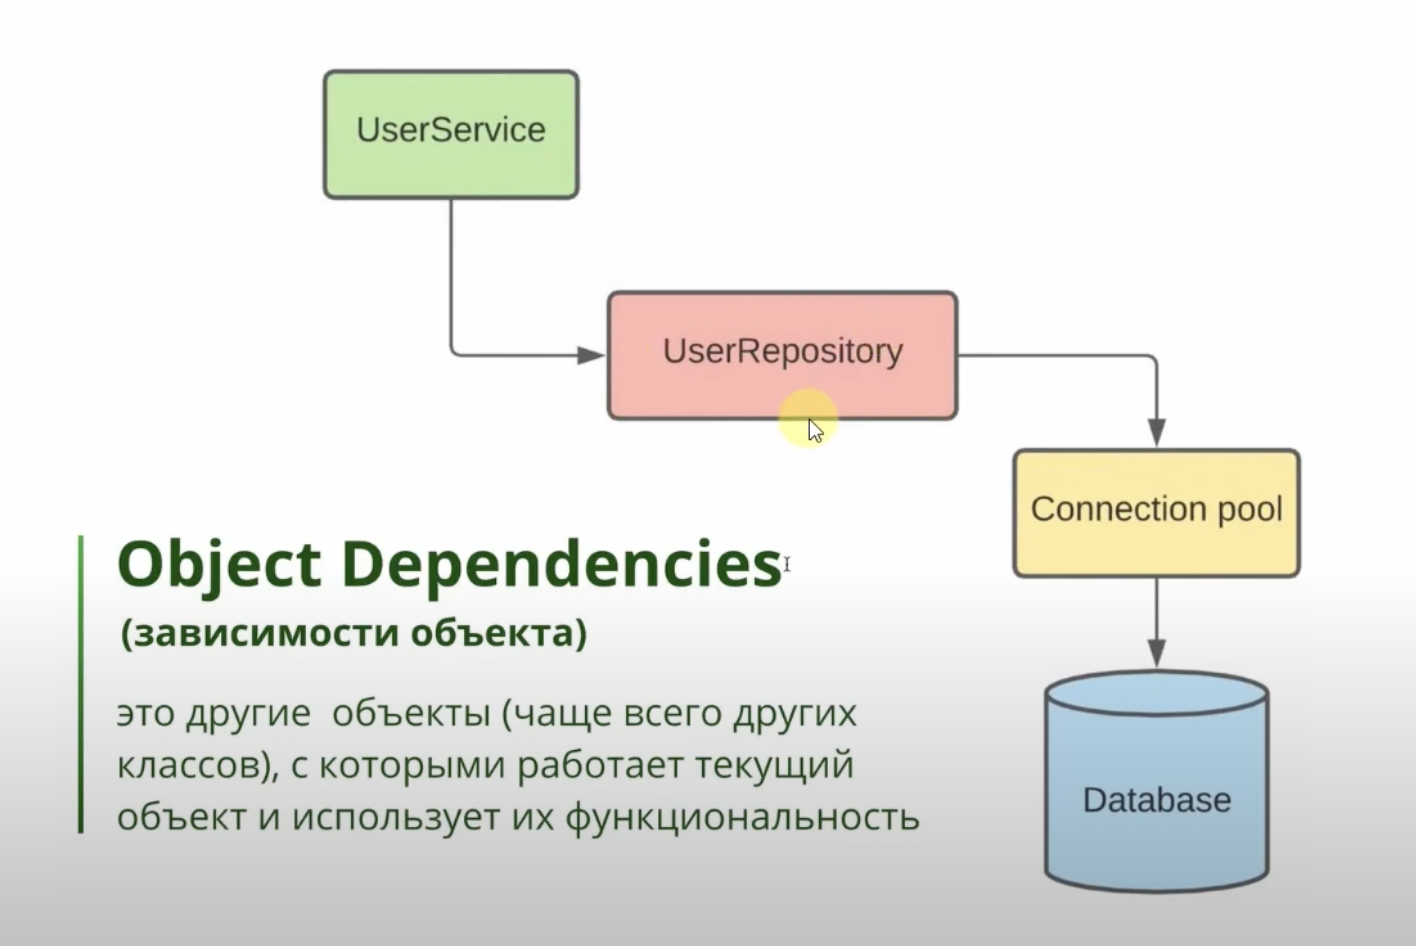 UserService
UserRepository
Connection pool
Object Dependencies
(зависимости объекта)
это другие объекты (чаще всего других
классов), с которыми работает текущий
объект и использует их функциональность
Database